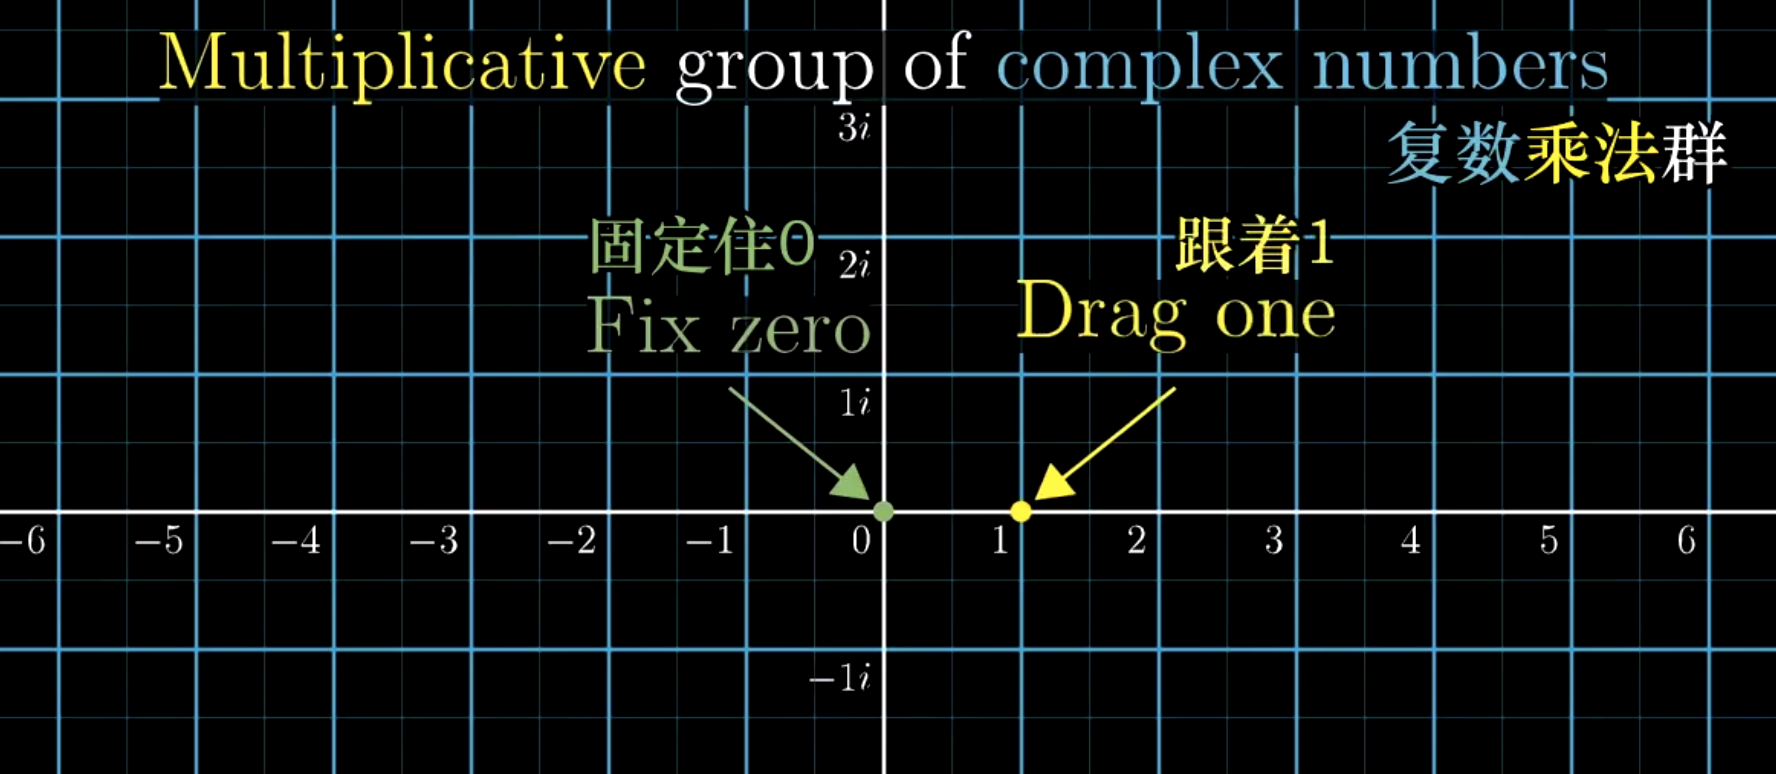 Multiplicative group of complex numbers
3i
复数乘法群
固定住0
跟着1
2i
Fix zero
Drag one
1i
−6 −5 −4 −3 −2 −1 0 1 2 3 4 5 6
−1i